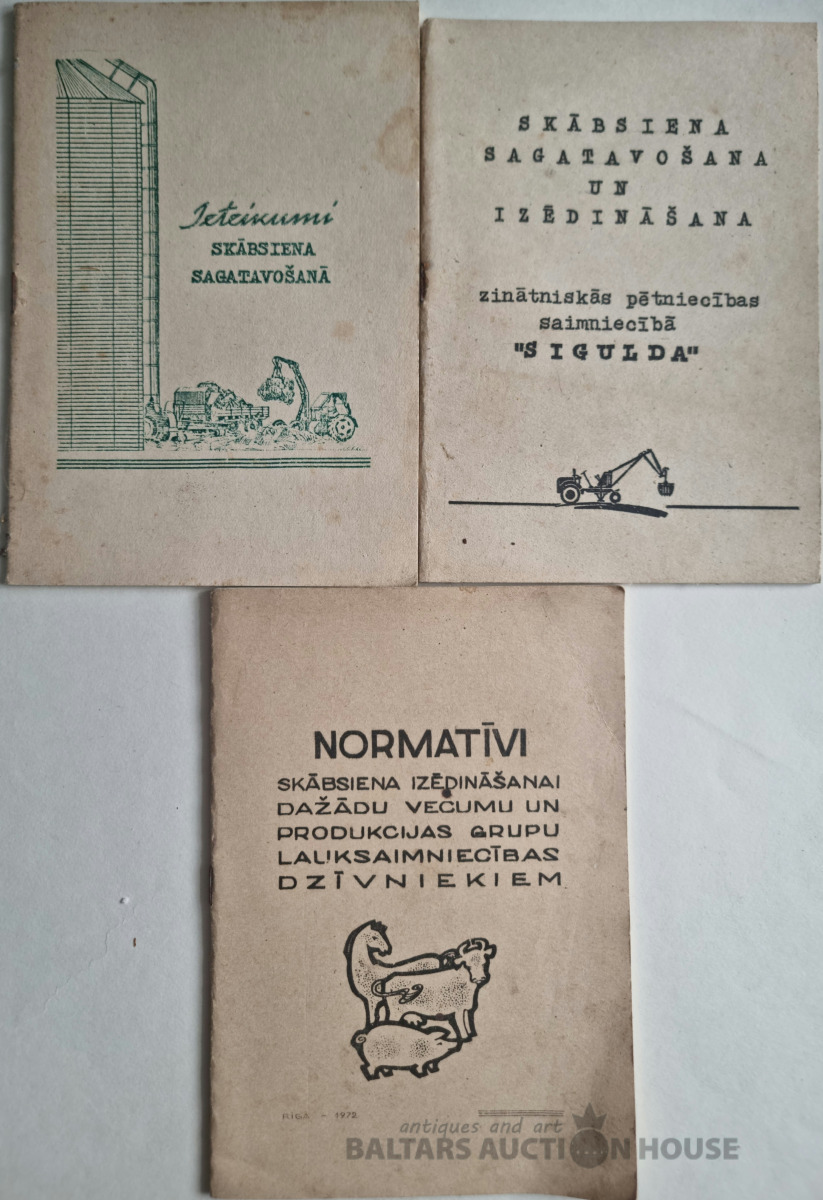 Ieteikumi
SKĀBSIENA
SAGATAVOŠANĀ
SKĀBSIENA
SAGATAVOŠANA
UN
IZĒDINĀŠANA
zinātniskās pētniecības
saimniecībā
"SIGULDA"
NORMATĪVI
SKĀBSIENA IZĒDINĀŠANAI
DAŽĀDU VECUMU UN
PRODUKCIJAS GRUPU
LAUKSAIMNIECĪBAS
DZĪVNIEKIEM
RĪGA - 1972
antiques and art
BALTARS AUCTION HOUSE